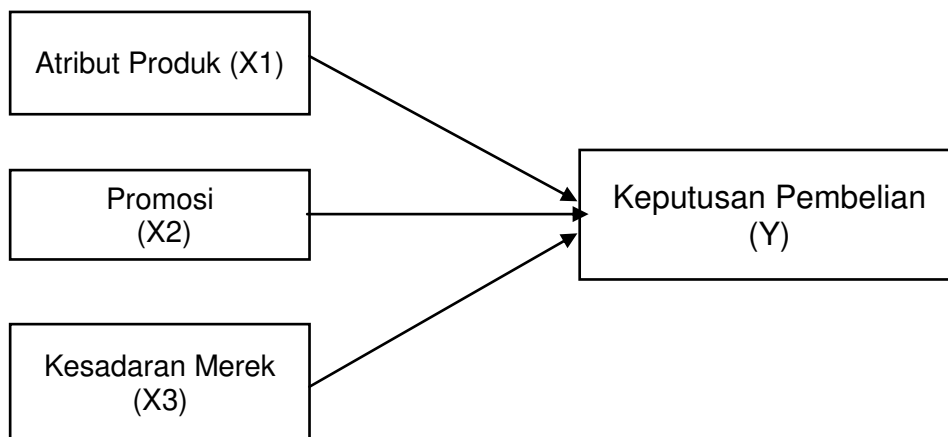 Atribut Produk (X1)
Promosi
(X2)
Keputusan Pembelian
(Y)
Kesadaran Merek
(X3)